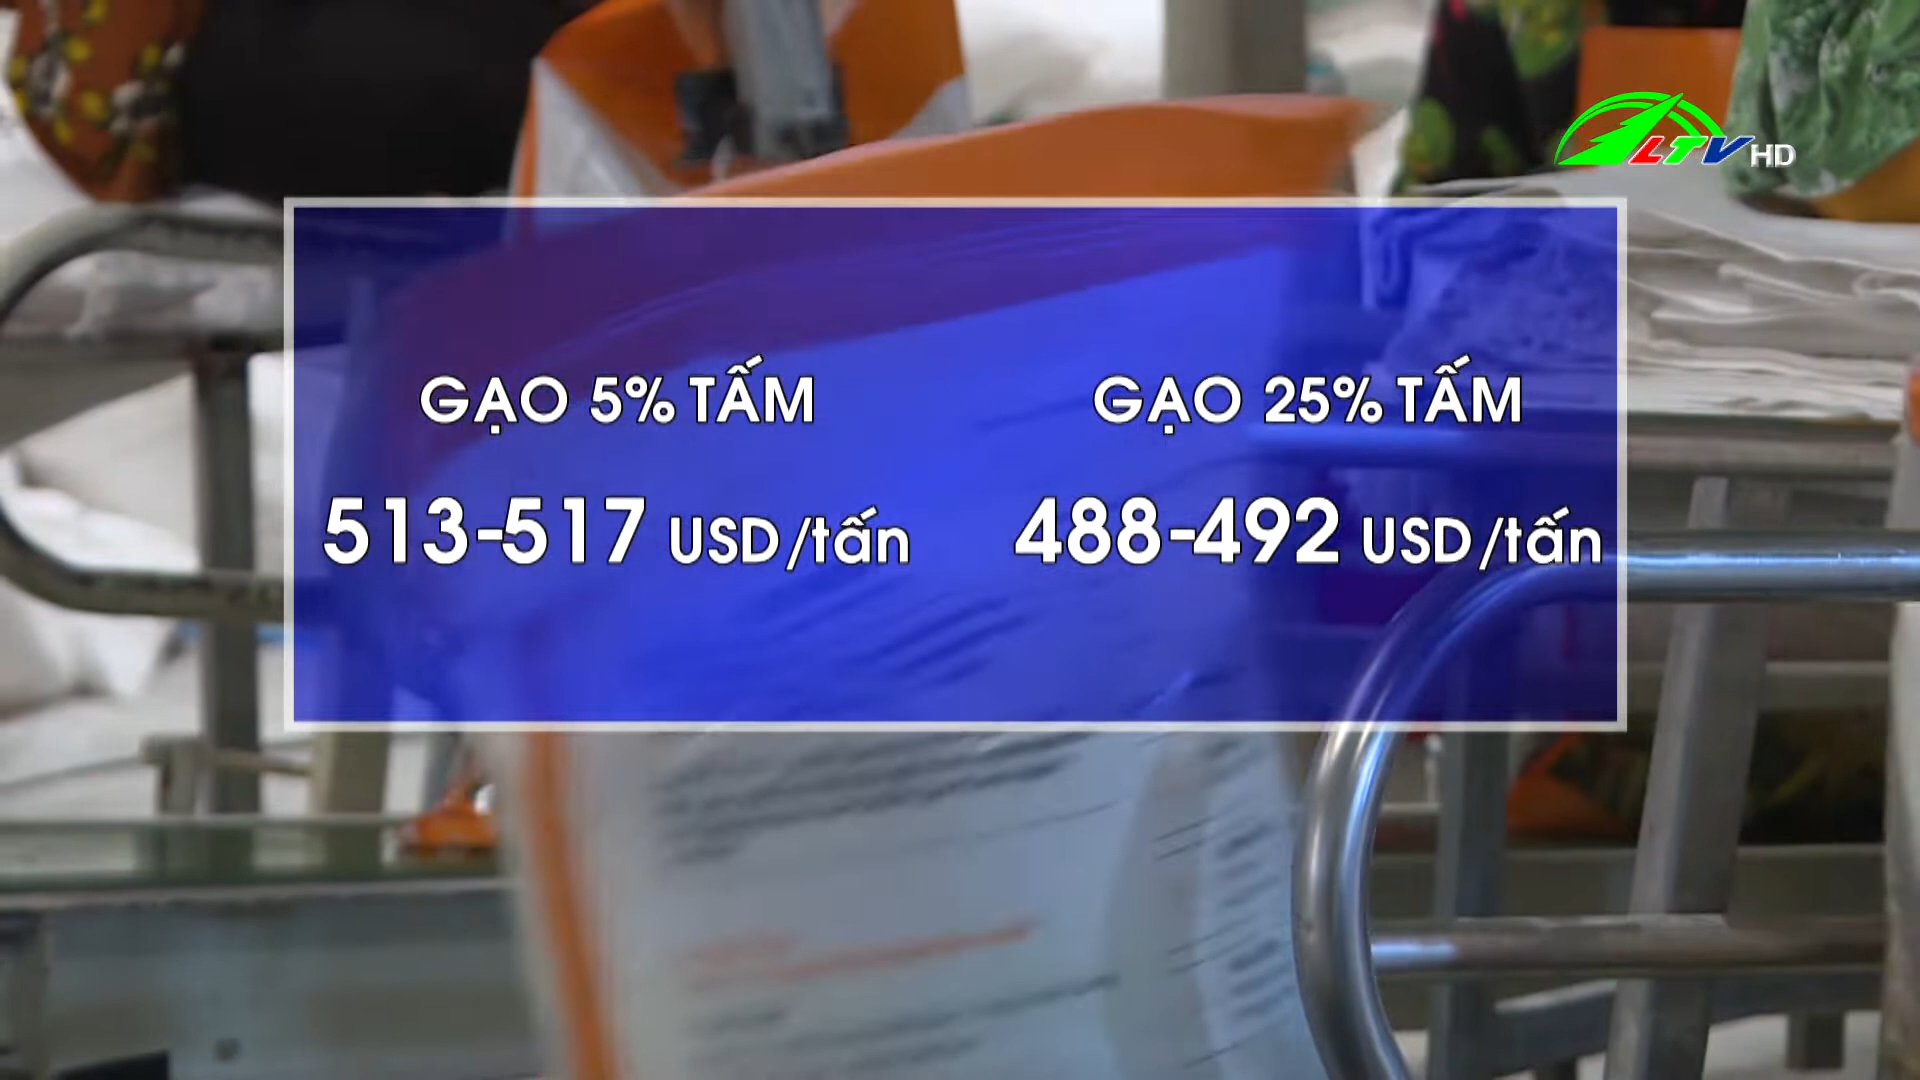 LTV HD
GẠO 5% TẤM
513-517 USD/tấn
GẠO 25% TẤM
488-492 USD/tấn